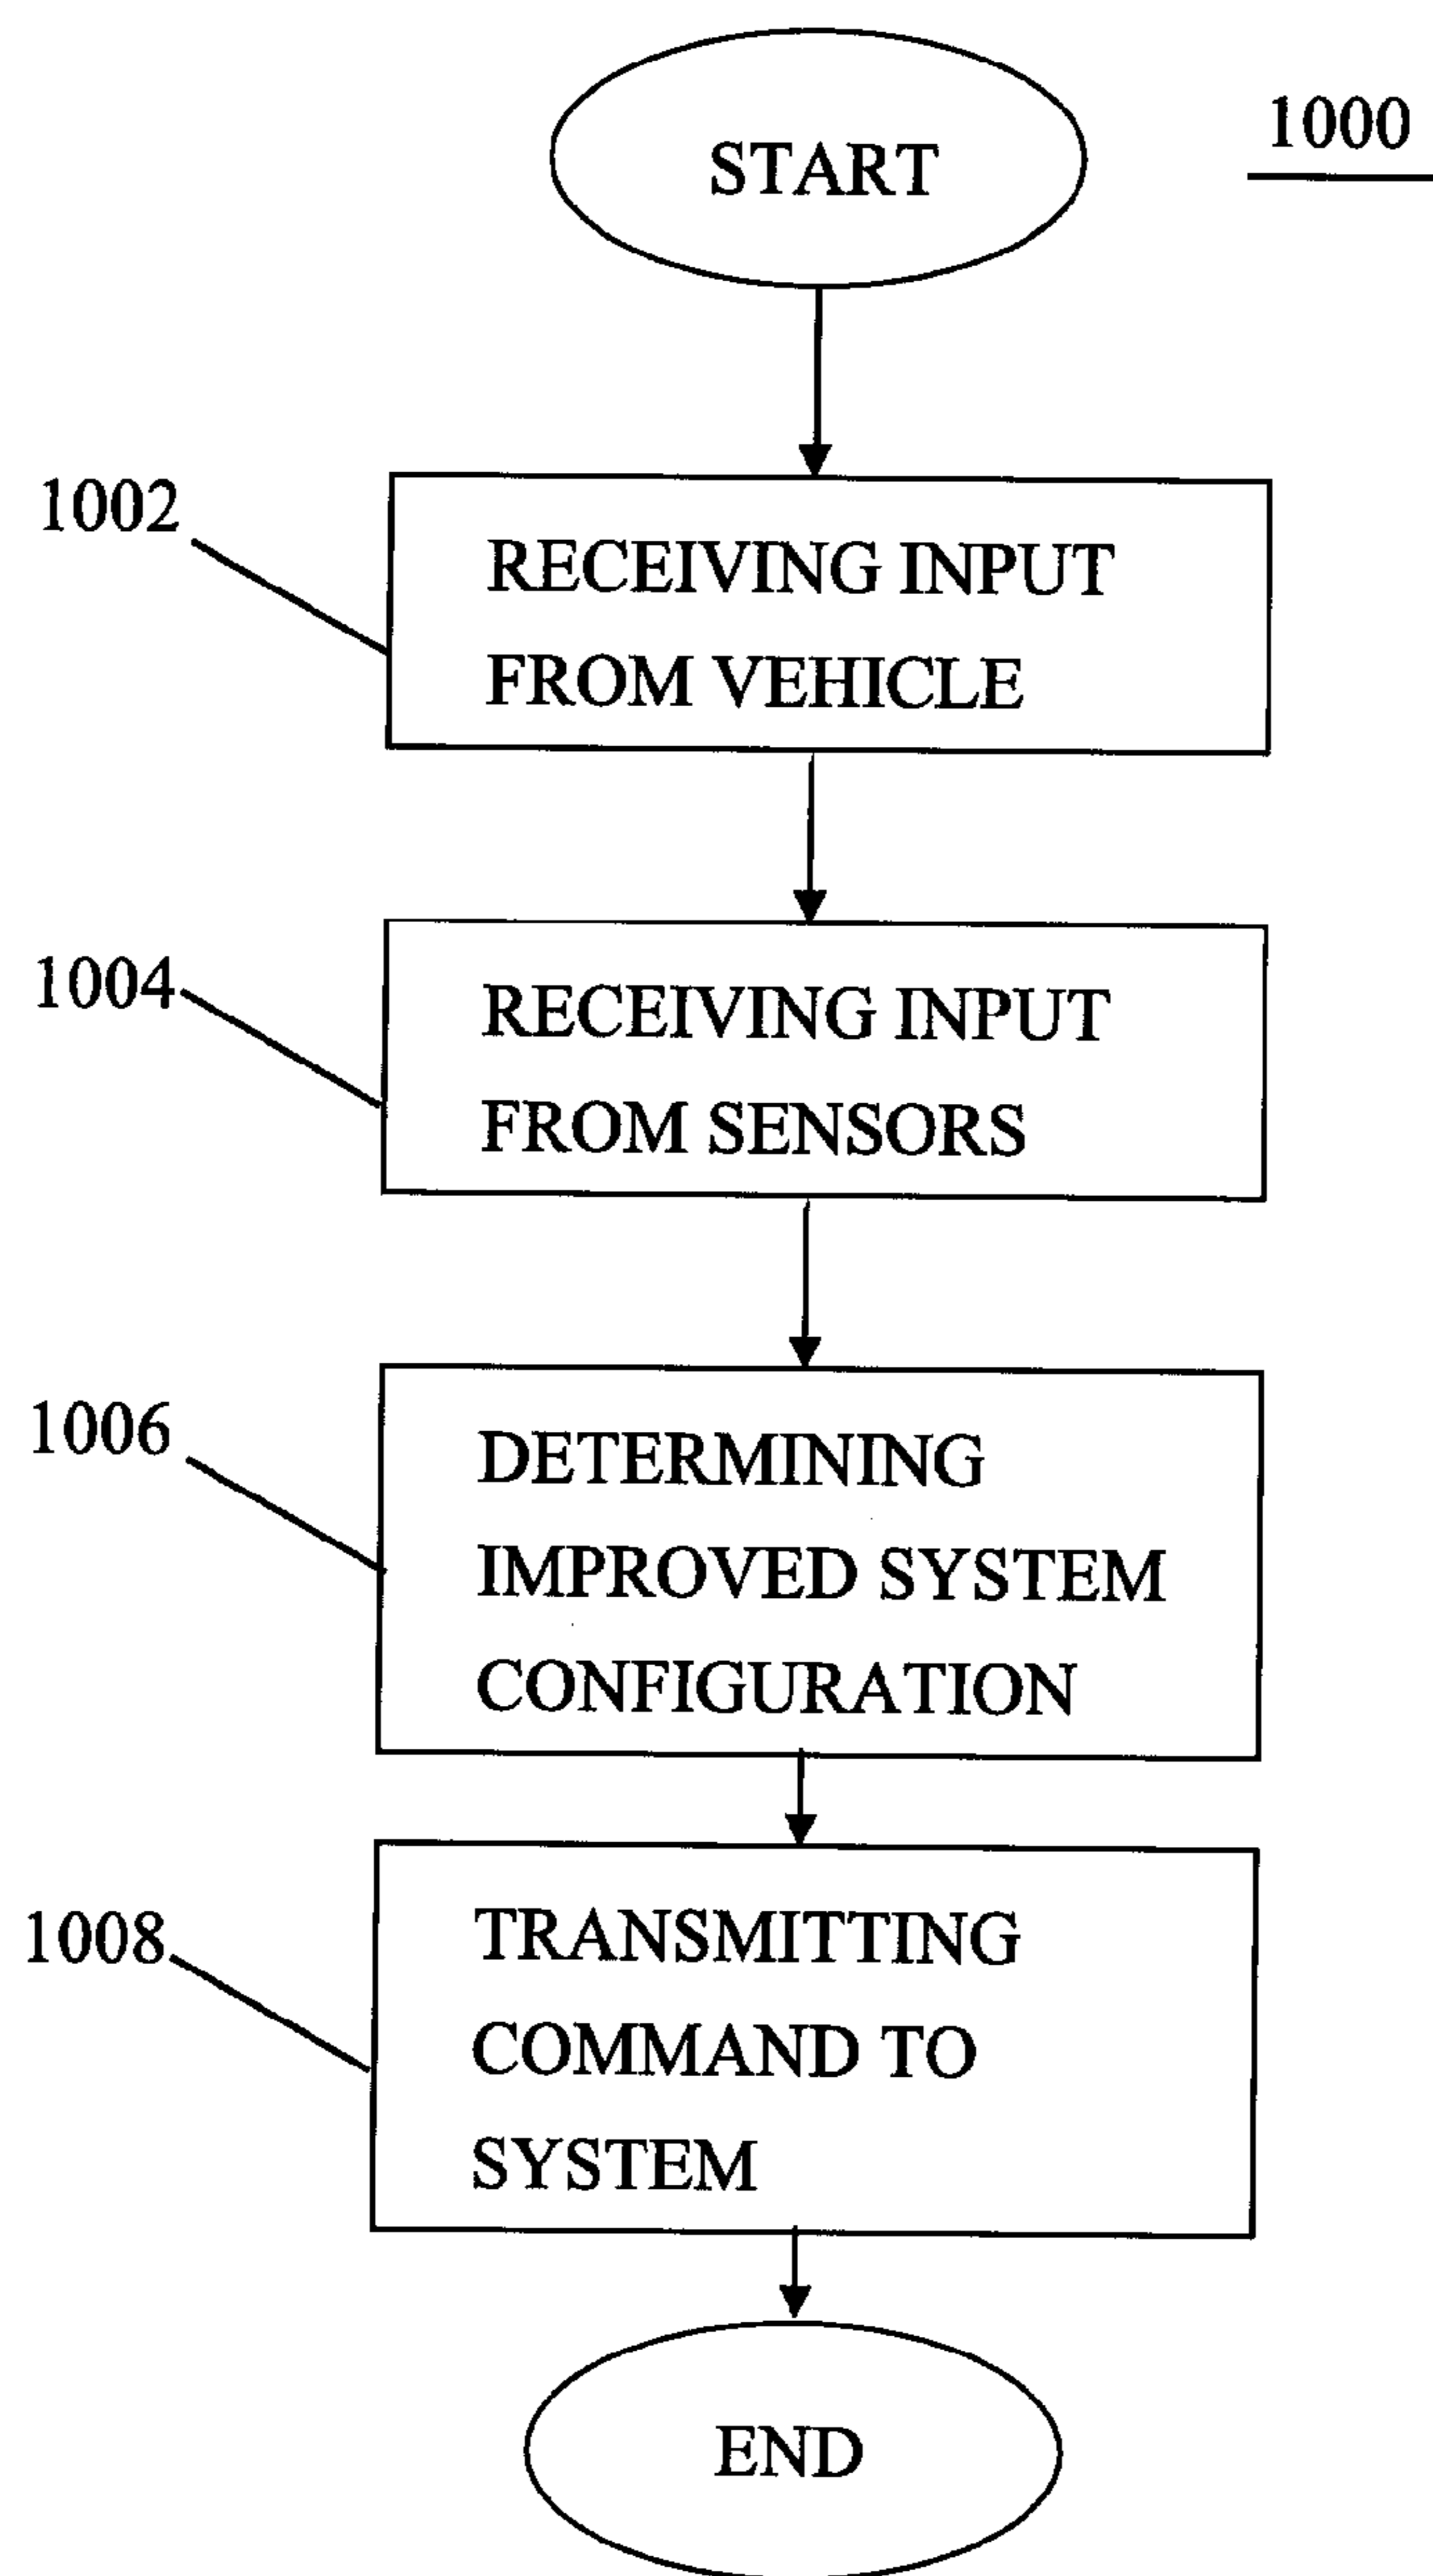 START
1000
1002
RECEIVING INPUT
FROM VEHICLE
1004
RECEIVING INPUT
FROM SENSORS
1006
DETERMINING
IMPROVED SYSTEM
CONFIGURATION
1008
TRANSMITTING
COMMAND TO
SYSTEM
END